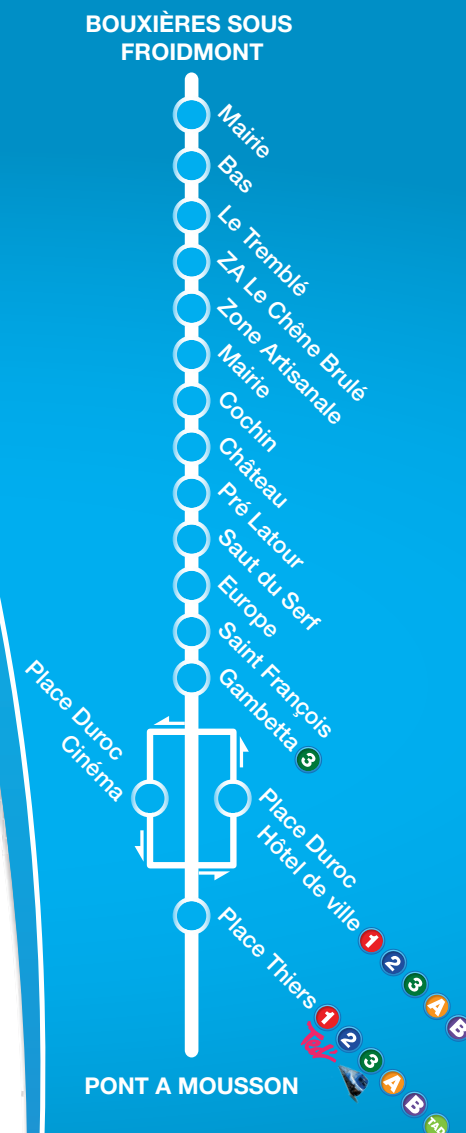 BOUXIÈRES SOUS
FROIDMONT
Mairie
Bas
Le Tremblé
ZA Le Chêne Brulé
Zone Artisanale
Mairie
Cochin
Château
Pré Latour
Saut du Serf
Europe
Saint François
Gambetta 3
Place Duroc
Cinéma
Place Duroc
Hôtel de ville 1 2 3 A B
Place Thiers 1 2 3 A B TAD
Ted'
PONT A MOUSSON